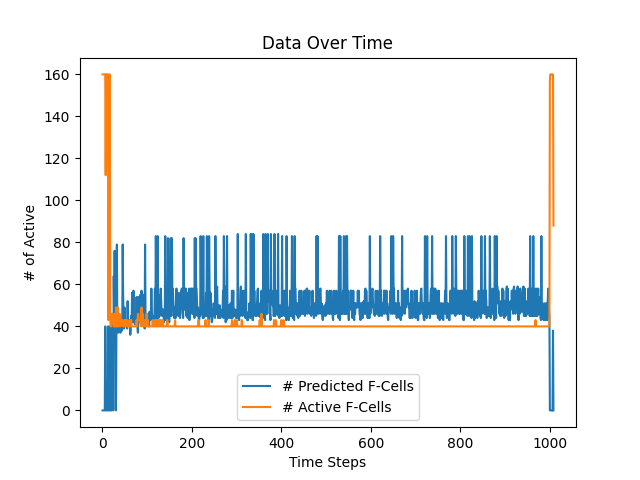 Data Over Time
160
140
120
100
80
60
40
20
0
# of Active
# Predicted F-Cells
# Active F-Cells
0 200 400 600 800 1000
Time Steps